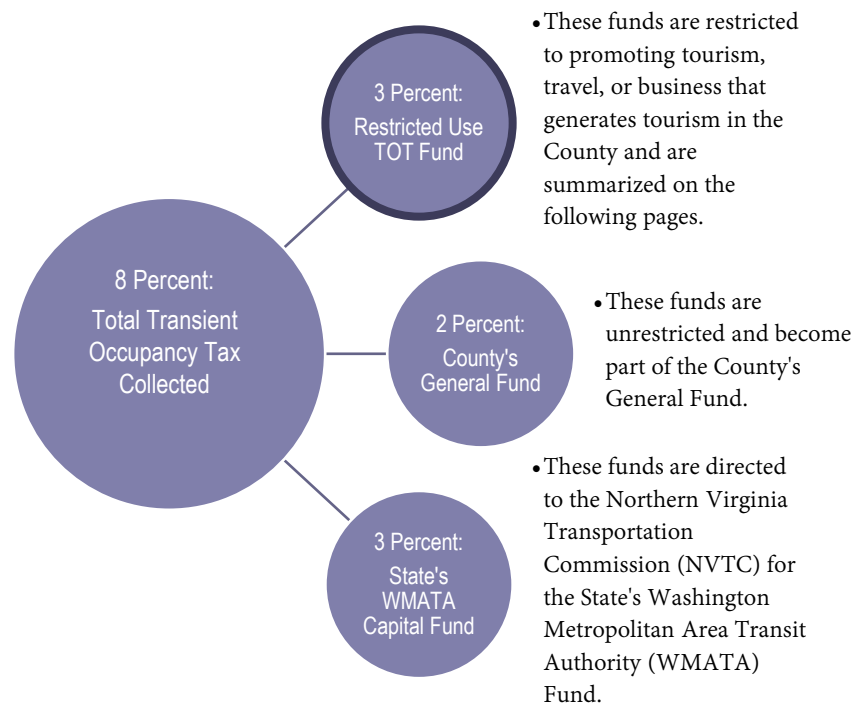 8 Percent:
Total Transient
Occupancy Tax
Collected
3 Percent:
Restricted Use
TOT Fund
•These funds are restricted
to promoting tourism,
travel, or business that
generates tourism in the
County and are
summarized on the
following pages.
2 Percent:
County's
General Fund
•These funds are
unrestricted and become
part of the County's
General Fund.
3 Percent:
State's
WMATA
Capital Fund
•These funds are directed
to the Northern Virginia
Transportation
Commission (NVTC) for
the State's Washington
Metropolitan Area Transit
Authority (WMATA)
Fund.